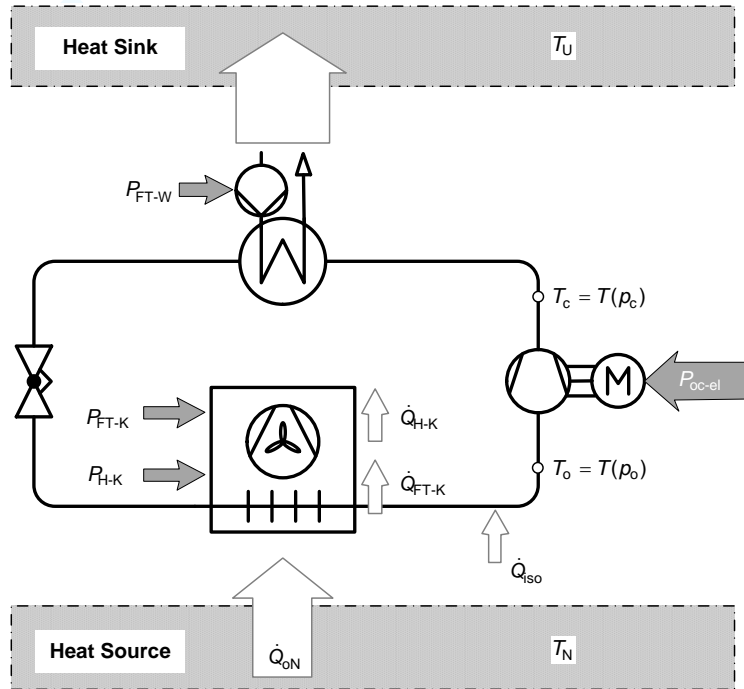 Heat Sink
T_U
P_FT-W
T_c = T(p_c)
P_oc-el
M
P_FT-K
Q̇_H-K
P_H-K
Q̇_FT-K
T_o = T(p_o)
Q̇_iso
Heat Source
Q̇_oN
T_N